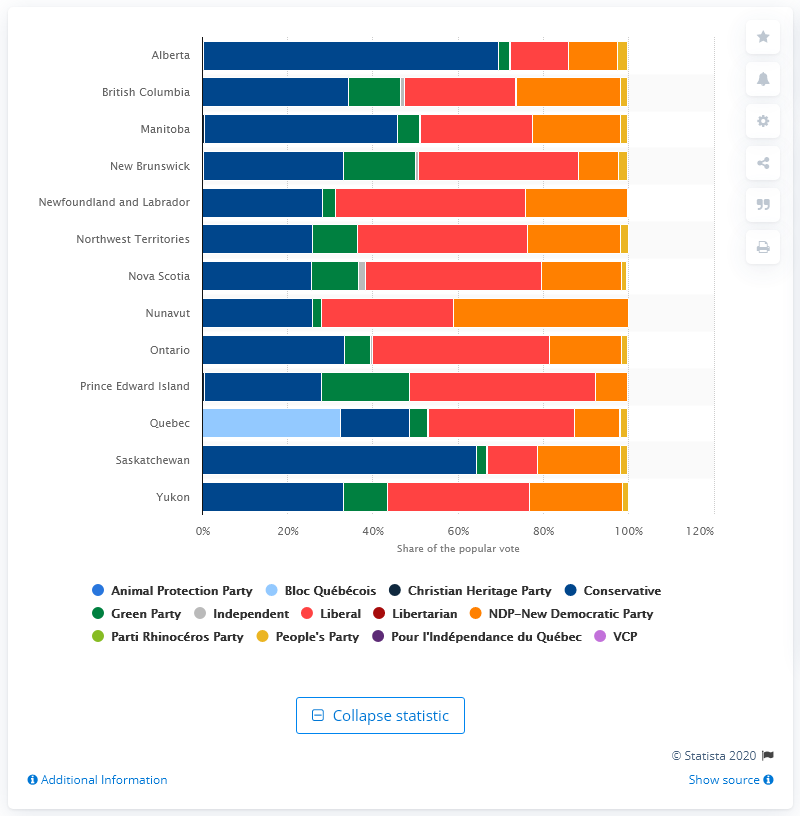 Alberta
British Columbia
Manitoba
New Brunswick
Newfoundland and Labrador
Northwest Territories
Nova Scotia
Nunavut
Ontario
Prince Edward Island
Quebec
Saskatchewan
Yukon
0% 20% 40% 60% 80% 100% 120%
Share of the popular vote
Animal Protection Party Bloc Québécois Christian Heritage Party Conservative
Green Party Independent Liberal Libertarian NDP-New Democratic Party
Parti Rhinocéros Party People's Party Pour l'Indépendance du Québec VCP
Collapse statistic
© Statista 2020
Additional Information Show source